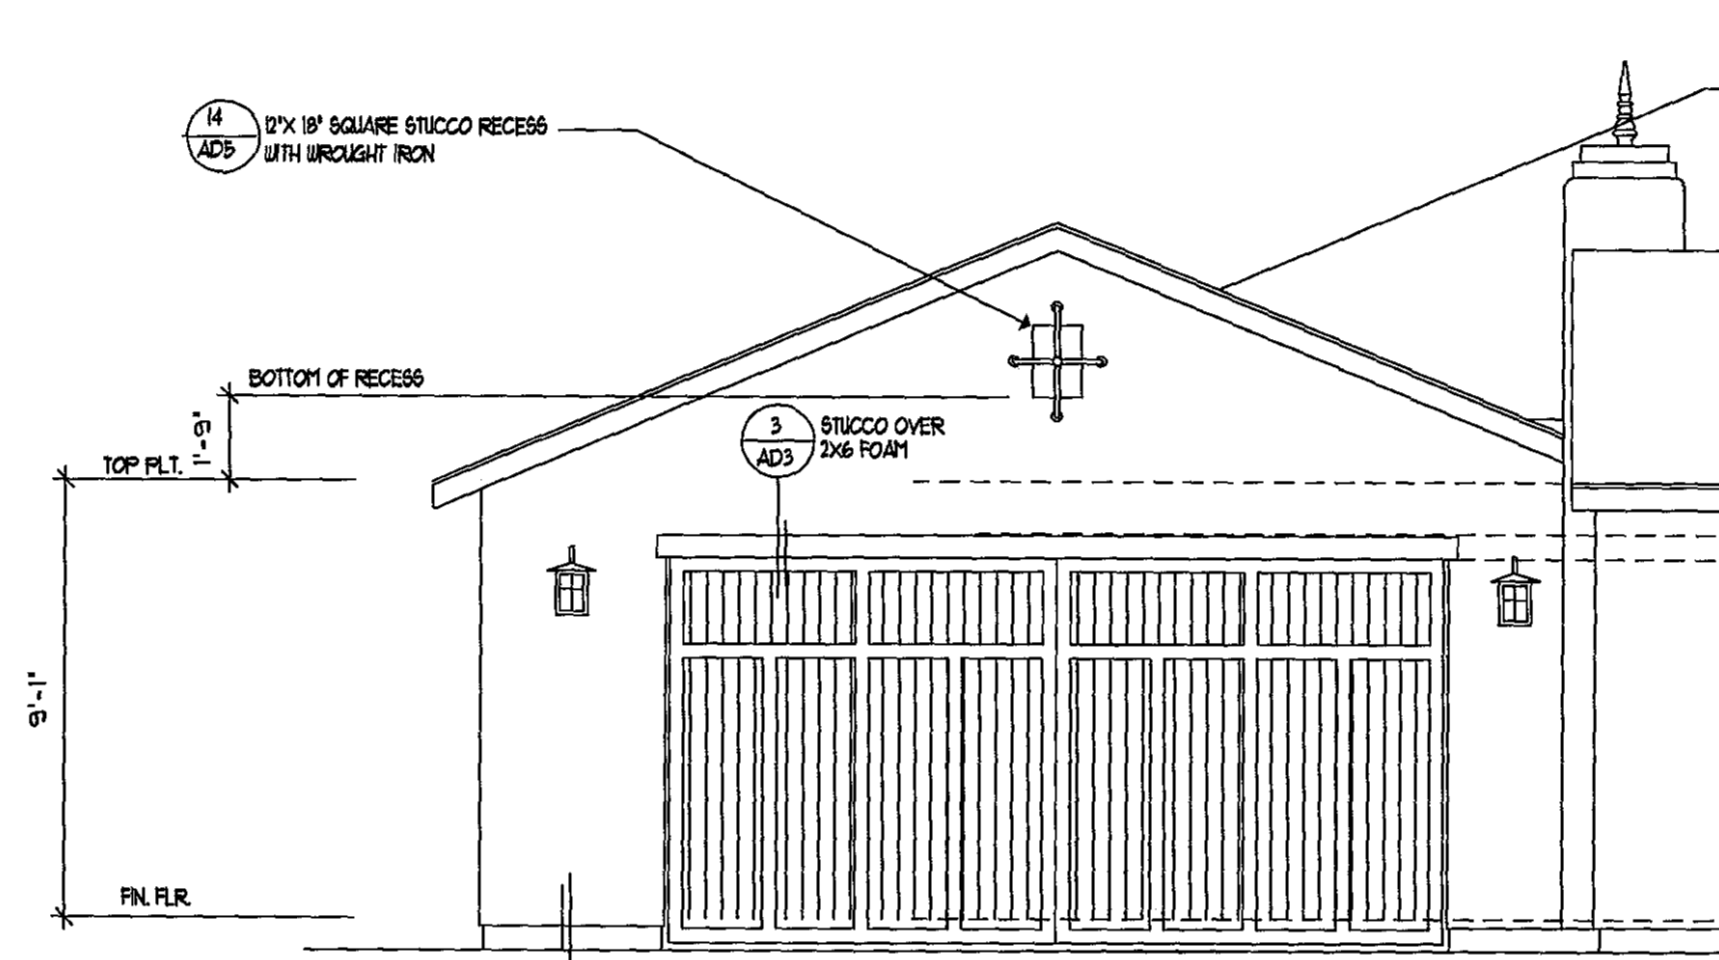 14
AD5
12"X 18" SQUARE STUCCO RECESS
WITH WROUGHT IRON
BOTTOM OF RECESS
1'-9"
TOP PLT.
3
AD3
STUCCO OVER
2X6 FOAM
9'-1"
FIN. FLR.